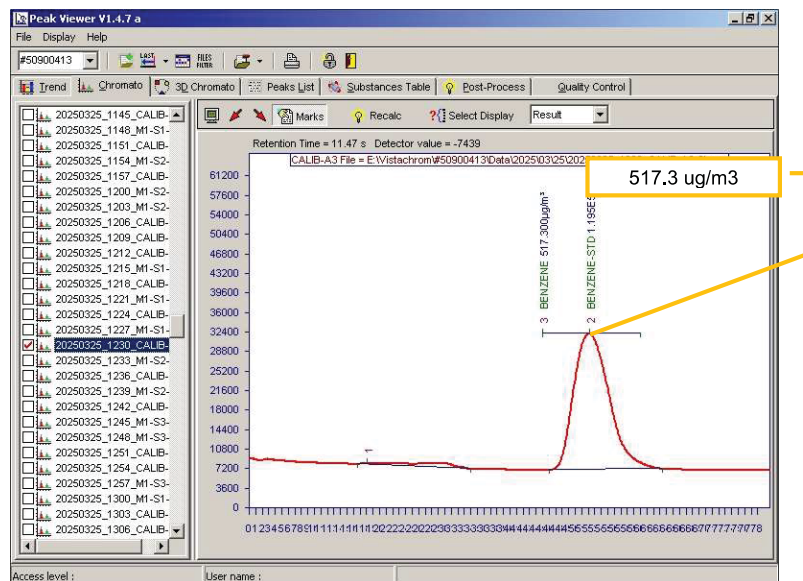 Peak Viewer V1.4.7 a
File Display Help
#50900413
LAST
FILES FILTER
Trend Chromato 3D Chromato Peaks List Substances Table Post-Process Quality Control
Marks Recalc Select Display Result
20250325_1145_CALIB-
20250325_1148_M1-S1-
20250325_1151_CALIB-
20250325_1154_M1-S2-
20250325_1157_CALIB-
20250325_1200_M1-S2-
20250325_1203_M1-S2-
20250325_1206_CALIB-
20250325_1209_CALIB-
20250325_1212_CALIB-
20250325_1215_M1-S1-
20250325_1218_CALIB-
20250325_1221_M1-S1-
20250325_1224_CALIB-
20250325_1227_M1-S1-
20250325_1230_CALIB-
20250325_1233_M1-S2-
20250325_1236_CALIB-
20250325_1239_M1-S2-
20250325_1242_CALIB-
20250325_1245_M1-S3-
20250325_1248_M1-S3-
20250325_1251_CALIB-
20250325_1254_CALIB-
20250325_1257_M1-S3-
20250325_1300_M1-S1-
20250325_1303_CALIB-
20250325_1306_CALIB-
Retention Time = 11.47 s Detector value = -7439
CALIB-A3 File = E:\Vistachrom\#50900413\Data\2025\03\25\
517.3 ug/m3
61200
57600
54000
50400
46800
43200
39600
36000
32400
28800
25200
21600
18000
14400
10800
7200
3600
0
1
3 BENZENE 517.300µg/m³
2 BENZENE-STD 1.195E5
Access level :
User name :